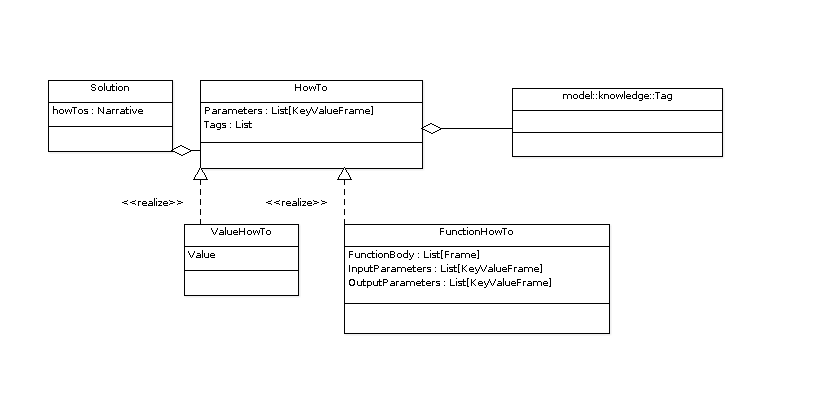 Solution
howTos : Narrative
HowTo
Parameters : List[KeyValueFrame]
Tags : List
model::knowledge::Tag
<<realize>>
<<realize>>
ValueHowTo
Value
FunctionHowTo
FunctionBody : List[Frame]
InputParameters : List[KeyValueFrame]
OutputParameters : List[KeyValueFrame]